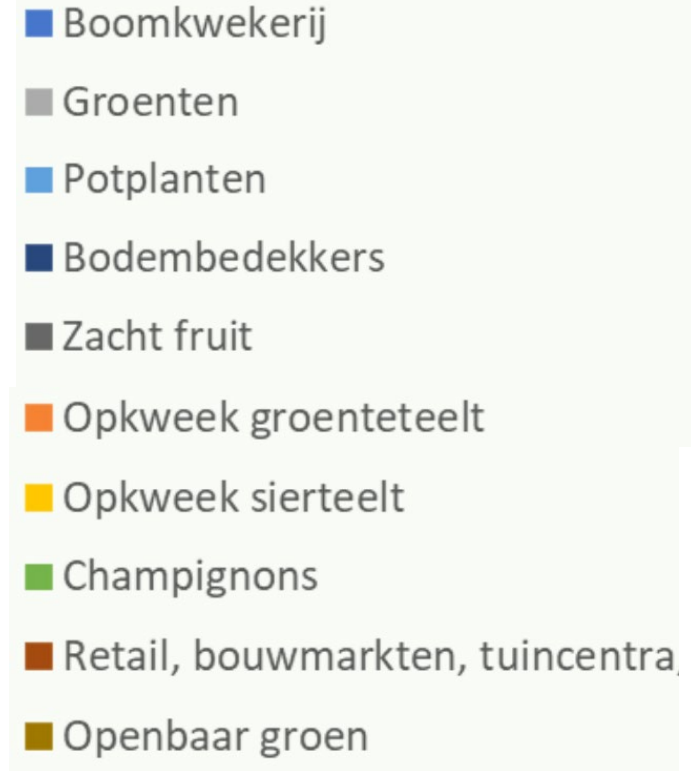 Boomkwekerij
Groenten
Potplanten
Bodembedekkers
Zacht fruit
Opkweek groenteteelt
Opkweek sierteelt
Champignons
Retail, bouwmarkten, tuincentra,
Openbaar groen